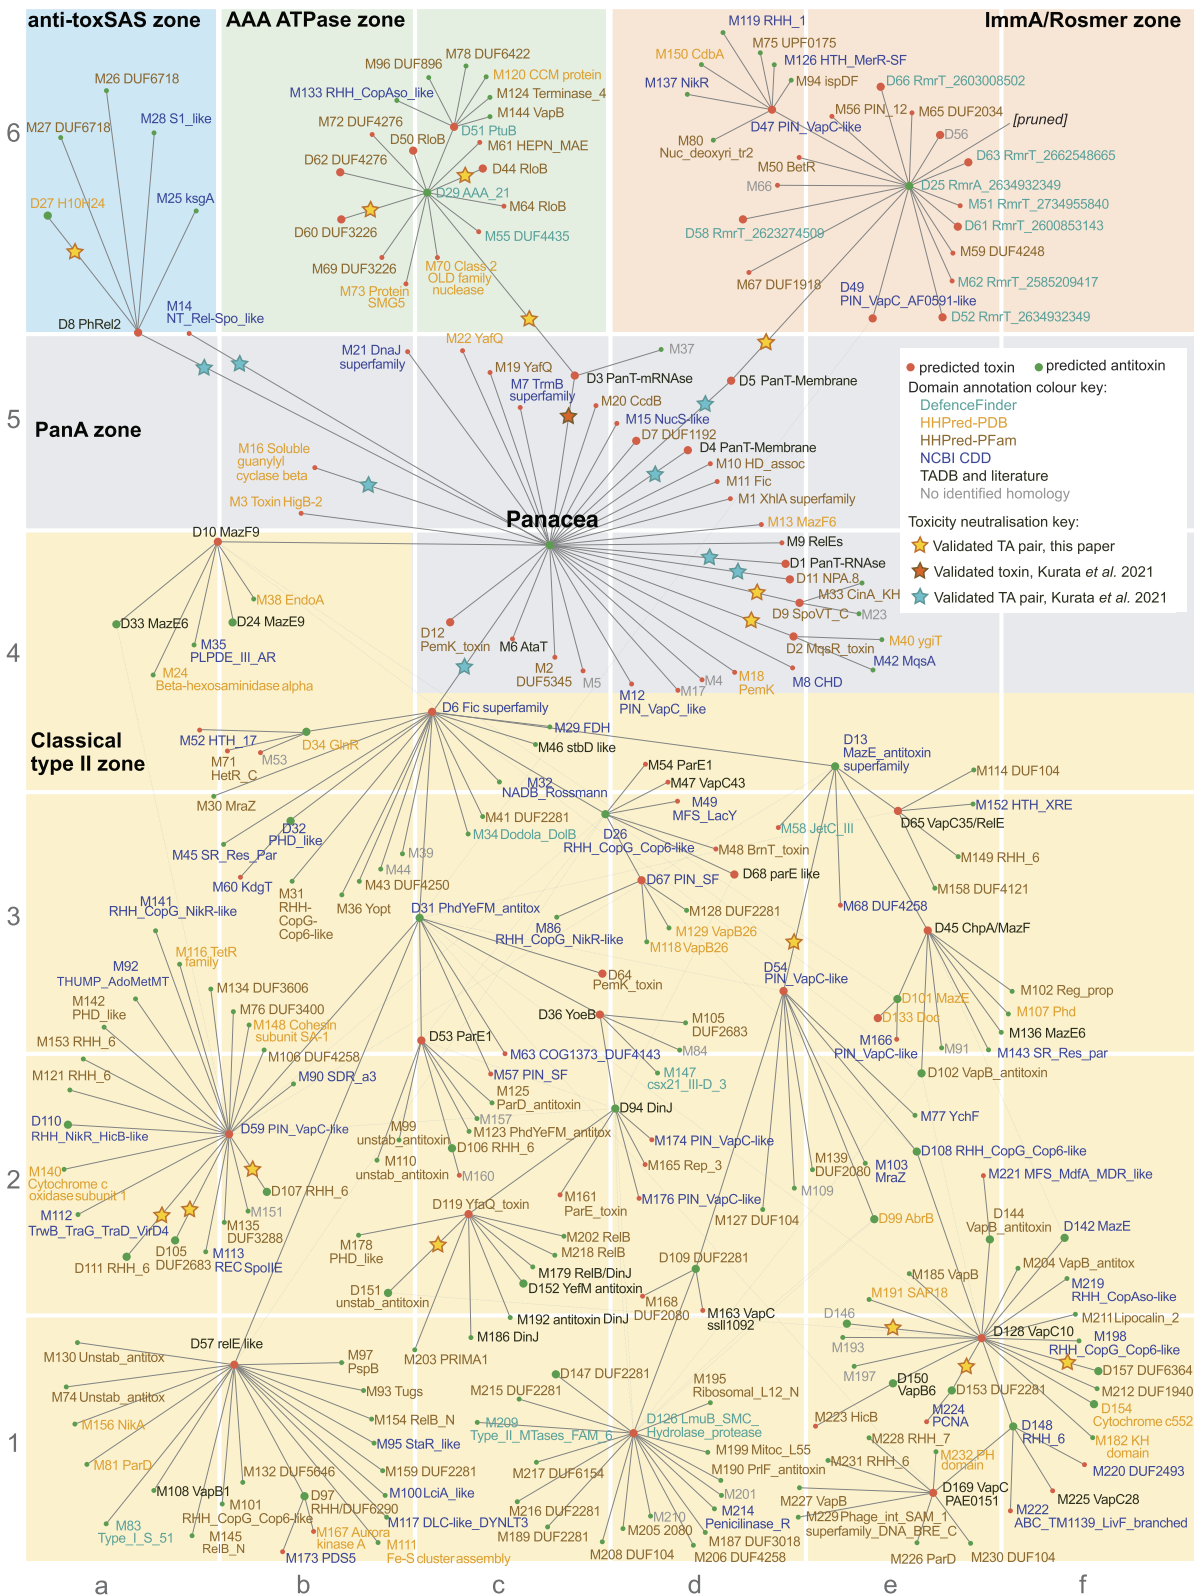 anti-toxSAS zone
AAA ATPase zone
ImmA/Rosmer zone
M119 RHH_1
M75 UPF0175
M150 CdbA
M126 HTH_MerR-SF
M137 NikR
M94 ispDF
D66 RmrT_2603008502
M56 PIN_12
M65 DUF2034
[pruned]
D47 PIN_VapC-like
D56
M80
Nuc_deoxyri_tr2
D63 RmrT_2662548665
M50 BetR
M66
D25 RmrA_2634932349
M51 RmrT_2734955840
D61 RmrT_2600853143
D58 RmrT_2623274509
M59 DUF4248
M67 DUF1918
M62 RmrT_2585209417
D49
PIN_VapC_AF0591-like
D52 RmrT_2634932349
M26 DUF6718
M27 DUF6718
M28 S1_like
D27 H10H24
M25 ksgA
M14
NT_Rel-Spo_like
D8 PhRel2
M78 DUF6422
M96 DUF896
M120 CCM protein
M133 RHH_CopAso_like
M124 Terminase_4
M144 VapB
M72 DUF4276
D51 PtuB
D50 RloB
M61 HEPN_MAE
D62 DUF4276
D44 RloB
D29 AAA_21
M64 RloB
D60 DUF3226
M55 DUF4435
M69 DUF3226
M70 Class 2
OLD family
nuclease
M73 Protein
SMG5
6
5
4
3
2
1
PanA zone
M22 YafQ
M21 DnaJ
superfamily
M37
M19 YafQ
D3 PanT-mRNAse
M7 TrmB
superfamily
D5 PanT-Membrane
M20 CcdB
M15 NucS-like
D7 DUF1192
D4 PanT-Membrane
M16 Soluble
guanylyl
cyclase beta
M10 HD_assoc
M11 Fic
M3 Toxin HigB-2
M1 XhlA superfamily
Panacea
M13 MazF6
M9 RelEs
D1 PanT-RNAse
D11 NPA.8
M33 CinA_KH
D9 SpoVT_C
M23
D2 MqsR_toxin
M40 ygiT
M42 MqsA
M8 CHD
D12
PemK_toxin
M6 AtaT
M2
DUF5345
M5
M12
PIN_VapC_like
M17
M4
M18
PemK
predicted toxin
predicted antitoxin
Domain annotation colour key:
DefenceFinder
HHPred-PDB
HHPred-PFam
NCBI CDD
TADB and literature
No identified homology
Toxicity neutralisation key:
Validated TA pair, this paper
Validated toxin, Kurata et al. 2021
Validated TA pair, Kurata et al. 2021
D10 MazF9
M38 EndoA
D33 MazE6
D24 MazE9
M35
PLPDE_III_AR
M24
Beta-hexosaminidase alpha
Classical
type II zone
D6 Fic superfamily
M29 FDH
M52 HTH_17
D34 GlnR
M46 stbD like
M71
HetR_C
M53
M30 MraZ
M32
NADB_Rossmann
M54 ParE1
M47 VapC43
M49
MFS_LacY
D13
MazE_antitoxin
superfamily
M114 DUF104
M152 HTH_XRE
D65 VapC35/RelE
M58 JetC_III
M149 RHH_6
M158 DUF4121
M41 DUF2281
M34 Dodola_DolB
D26
RHH_CopG_Cop6-like
M48 BrnT_toxin
D32
PHD_like
M45 SR_Res_Par
M39
M44
M60 KdgT
M43 DUF4250
M31
RHH-
CopG-
Cop6-like
M36 Yopt
D67 PIN_SF
D68 parE like
M68 DUF4258
D31 PhdYeFM_antitox
M128 DUF2281
M86
RHH_CopG_NikR-like
M129 VapB26
M118 VapB26
D45 ChpA/MazF
M141
RHH_CopG_NikR-like
M116 TetR
family
M92
THUMP_AdoMetMT
M134 DUF3606
M142
PHD_like
M76 DUF3400
M148 Cohesin
subunit SA-1
M153 RHH_6
M106 DUF4258
M121 RHH_6
M90 SDR_a3
D110
RHH_NikR_HicB-like
D59 PIN_VapC-like
M140
Cytochrome c
oxidase subunit 1
D107 RHH_6
M151
M112
TrwB_TraG_TraD_VirD4
M135
DUF3288
D105
DUF2683
D111 RHH_6
M113
REC SpoIIE
D64
PemK_toxin
D54
PIN_VapC-like
D36 YoeB
M105
DUF2683
M84
M147
csx21_III-D_3
D53 ParE1
M63 COG1373_DUF4143
M57 PIN_SF
M125
ParD_antitoxin
M157
M123 PhdYeFM_antitox
M99
unstab_antitoxin
D106 RHH_6
M110
unstab_antitoxin
M160
D94 DinJ
M174 PIN_VapC-like
M165 Rep_3
M176 PIN_VapC-like
M161
ParE_toxin
D101 MazE
D133 Doc
M166
PIN_VapC-like
M91
M102 Reg_prop
M107 Phd
M136 MazE6
M143 SR_Res_par
D102 VapB_antitoxin
M77 YchF
M139
DUF2080
M103
MraZ
D108 RHH_CopG_Cop6-like
M109
M127 DUF104
D99 AbrB
M221 MFS_MdfA_MDR_like
D144
VapB_antitoxin
D142 MazE
D119 YfaQ_toxin
M178
PHD_like
M202 RelB
M218 RelB
M179 RelB/DinJ
D152 YefM antitoxin
D151
unstab_antitoxin
M192 antitoxin DinJ
M186 DinJ
M203 PRIMA1
D109 DUF2281
M168
DUF2080
M163 VapC
ssll1092
M185 VapB
M204 VapB_antitox
M191 SAP18
M219
RHH_CopAso-like
D146
M211 Lipocalin_2
D128 VapC10
M193
M198
RHH_CopG_Cop6-like
M197
D157 DUF6364
D150
VapB6
D153 DUF2281
M212 DUF1940
D154
Cytochrome c552
M224
PCNA
M223 HicB
D148
RHH_6
M228 RHH_7
M182 KH
domain
M232 PH
domain
M231 RHH_6
M220 DUF2493
D169 VapC
PAE0151
M225 VapC28
M227 VapB
M222
ABC_TM1139_LivF_branched
M229 Phage_int_SAM_1
superfamily_DNA_BRE_C
M226 ParD
M230 DUF104
D57 relE like
M130 Unstab_antitox
M97
PspB
M74 Unstab_antitox
M93 Tugs
M156 NikA
M154 RelB_N
M95 StaR_like
M81 ParD
M132 DUF5646
M159 DUF2281
M108 VapB1
D97
RHH/DUF6290
M100 LciA_like
M101
RHH_CopG_Cop6-like
M83
Type_I_S_51
M117 DLC-like_DYNLT3
M145
RelB_N
M167 Aurora
kinase A
M111
Fe-S cluster assembly
M173 PDS5
D147 DUF2281
M215 DUF2281
M195
Ribosomal_L12_N
M209
Type_II_MTases_FAM_6
D126 LmuB_SMC_
Hydrolase_protease
M199 Mitoc_L55
M217 DUF6154
M190 PrlF_antitoxin
M201
M216 DUF2281
M210
M214
Penicilinase_R
M189 DUF2281
M205 2080
M187 DUF3018
M208 DUF104
M206 DUF4258
a
b
c
d
e
f